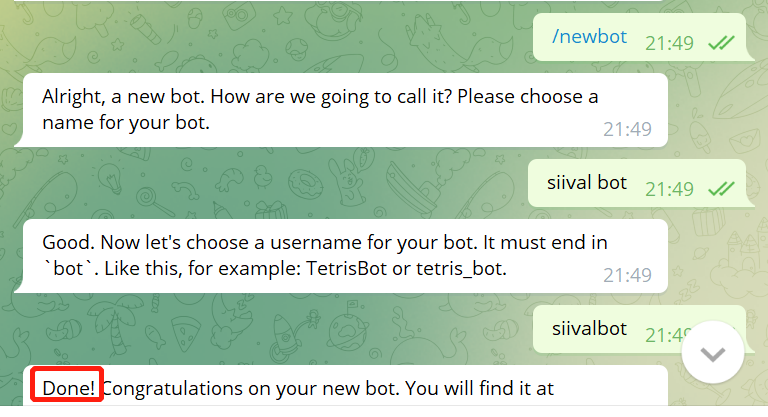 /newbot 21:49
Alright, a new bot. How are we going to call it? Please choose a
name for your bot.
21:49
siival bot 21:49
Good. Now let's choose a username for your bot. It must end in
`bot`. Like this, for example: TetrisBot or tetris_bot.
21:49
siivalbot
Done! Congratulations on your new bot. You will find it at